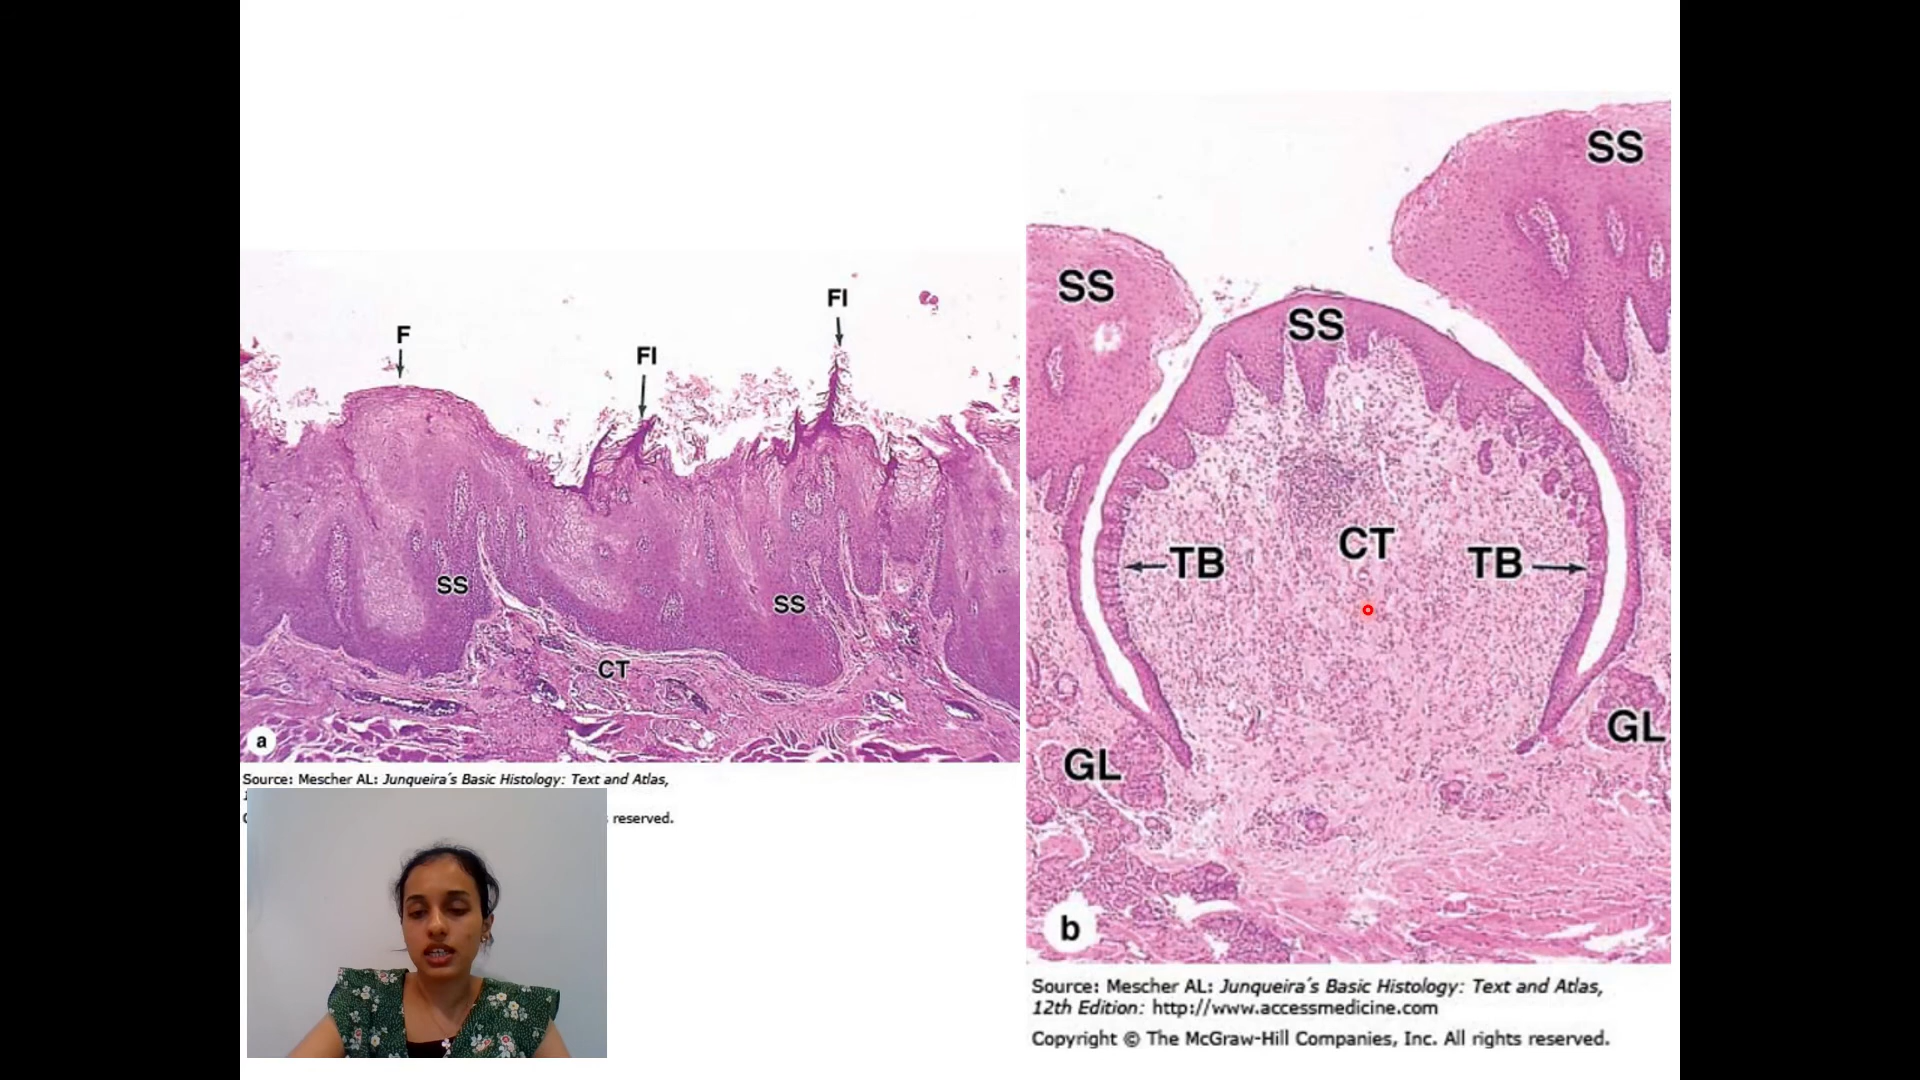 F
FI
FI
SS
SS
CT
a
Source: Mescher AL: Junqueira´s Basic Histology: Text and Atlas,
reserved.
SS
SS
SS
TB
CT
TB
GL
GL
b
Source: Mescher AL: Junqueira´s Basic Histology: Text and Atlas,
12th Edition: http://www.accessmedicine.com
Copyright © The McGraw-Hill Companies, Inc. All rights reserved.